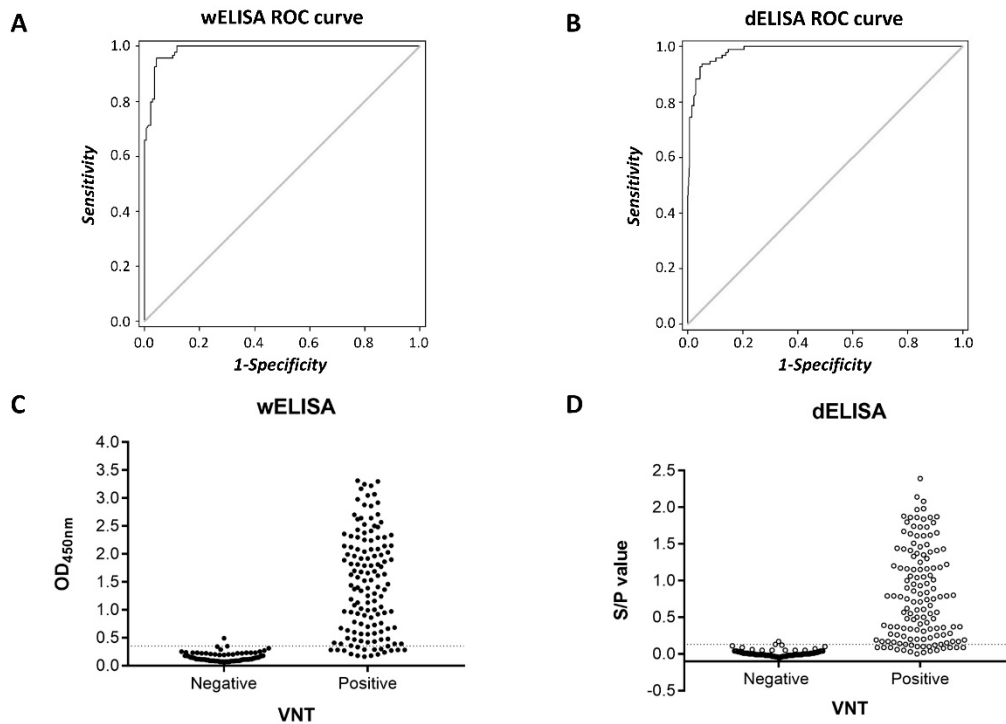 A
wELISA ROC curve
1.0
0.8
0.6
0.4
0.2
0.0
Sensitivity
0.0 0.2 0.4 0.6 0.8 1.0
1-Specificity
B
dELISA ROC curve
1.0
0.8
0.6
0.4
0.2
0.0
Sensitivity
0.0 0.2 0.4 0.6 0.8 1.0
1-Specificity
C
wELISA
4.0
3.5
3.0
2.5
2.0
1.5
1.0
0.5
0.0
OD450nm
Negative Positive
VNT
D
dELISA
2.5
2.0
1.5
1.0
0.5
0.0
-0.5
S/P value
Negative Positive
VNT